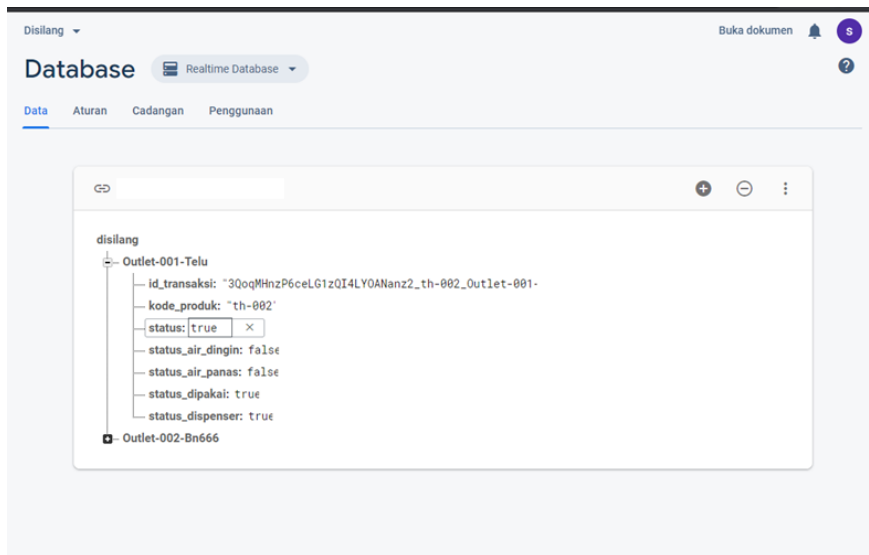 Disilang Buka dokumen S
Database Realtime Database
Data Aturan Cadangan Penggunaan
disilang
Outlet-001-Telu
id_transaksi: "3QoqMHnzP6ceLG1zQI4LYOANanz2_th-002_Outlet-001-
kode_produk: "th-002"
status: true ×
status_air_dingin: false
status_air_panas: false
status_dipakai: true
status_dispenser: true
Outlet-002-Bn666